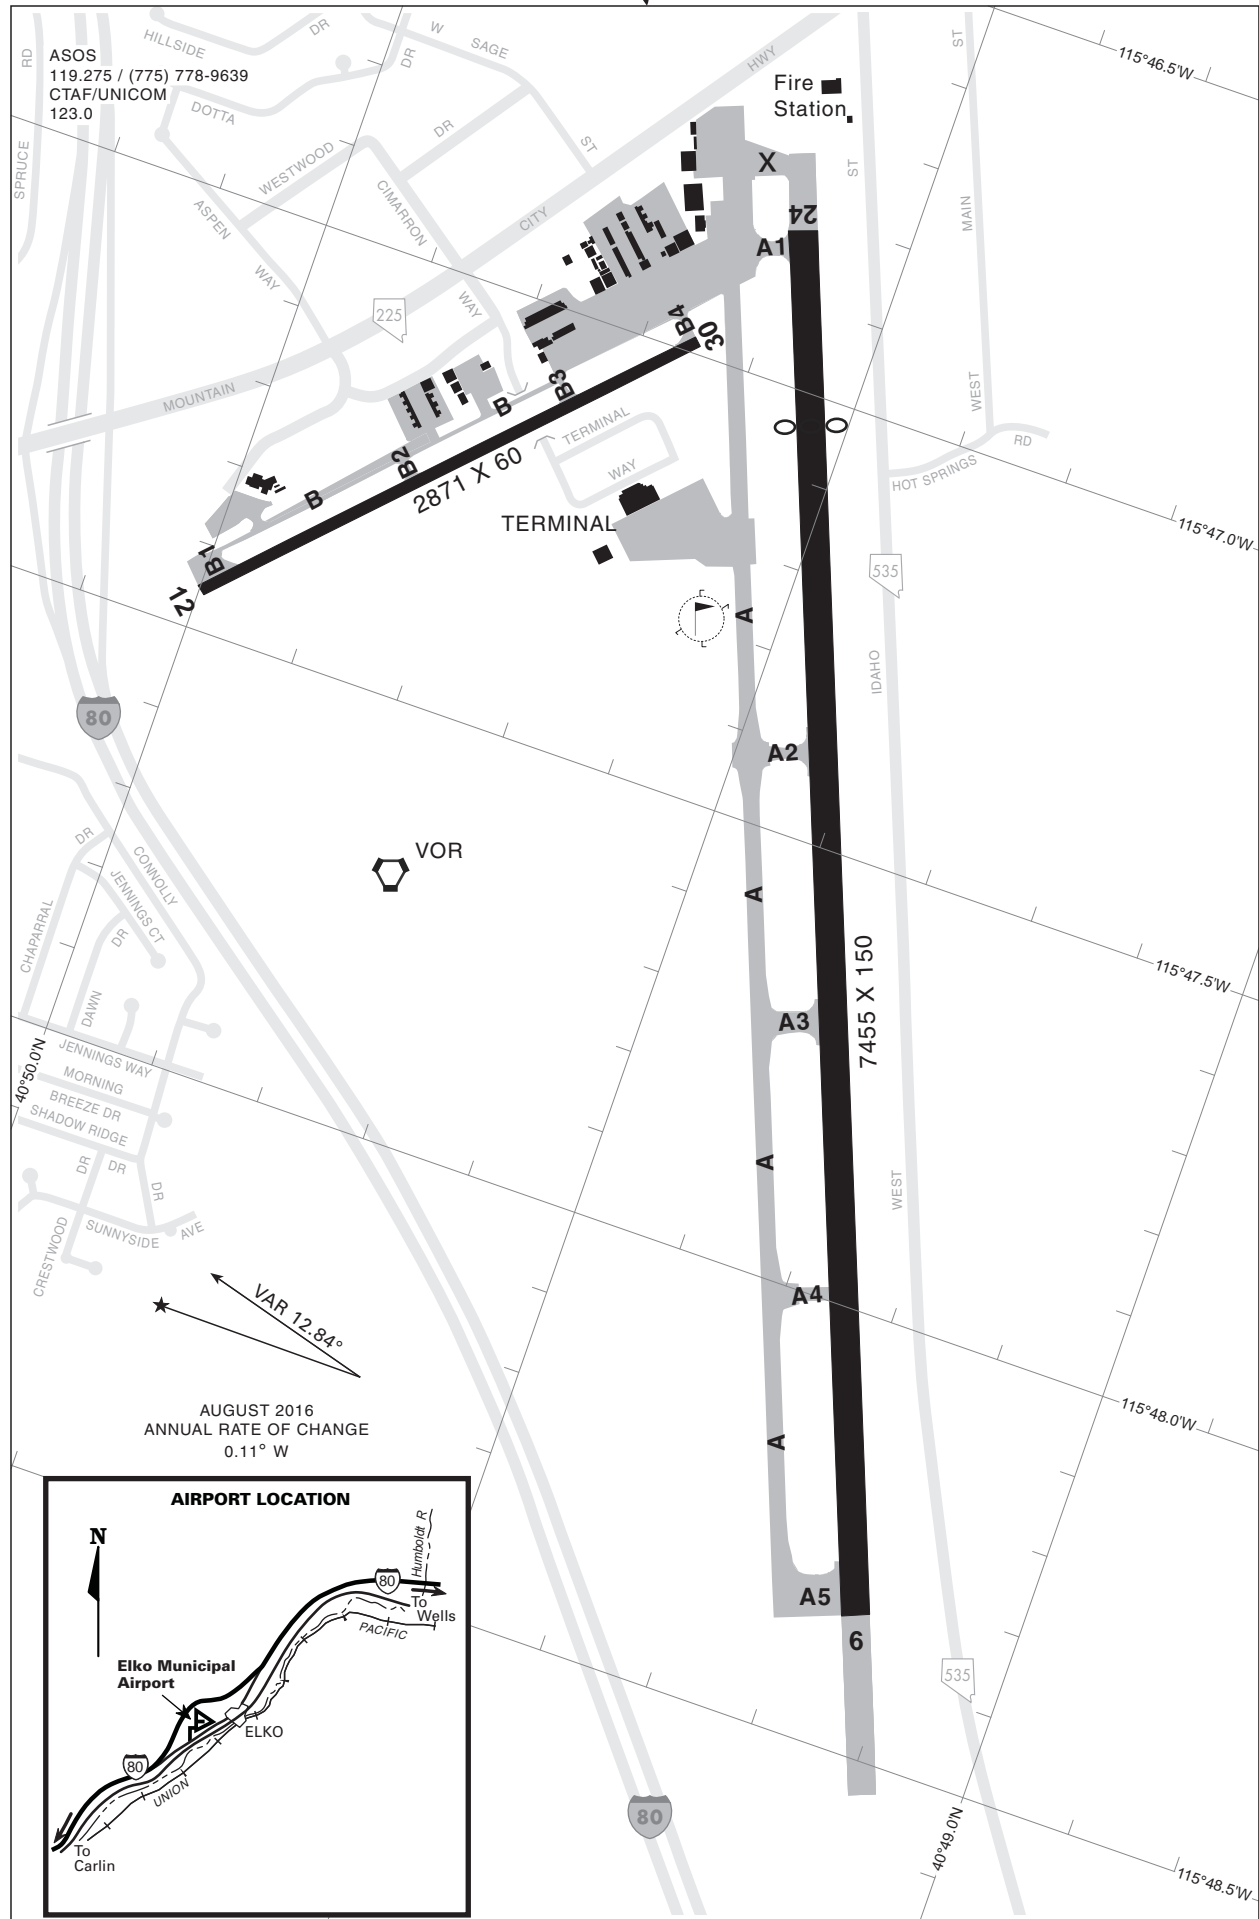 ASOS
119.275 / (775) 778-9639
CTAF/UNICOM
123.0
RD
HILLSIDE
DR
DR
W
SAGE
HWY
ST
115°46.5'W
Fire
Station
DOTTA
DR
ST
SPRUCE
WESTWOOD
CIMARRON
X
ST
ASPEN
CITY
24
MAIN
WAY
A1
WAY
225
B4
30
MOUNTAIN
B3
B
WEST
TERMINAL
RD
WAY
HOT SPRINGS
B2
2871 X 60
B
TERMINAL
115°47.0'W
B1
12
535
A
IDAHO
80
A2
VOR
DR
CONNOLLY
JENNINGS CT
A
CHAPARRAL
DR
7455 X 150
115°47.5'W
DAWN
A3
40°50.0'N
JENNINGS WAY
MORNING
BREEZE DR
SHADOW RIDGE
DR
DR
DR
A
WEST
CRESTWOOD
SUNNYSIDE
AVE
VAR 12.84°
A4
AUGUST 2016
ANNUAL RATE OF CHANGE
0.11° W
115°48.0'W
A
AIRPORT LOCATION
N
Humboldt R
80
To
Wells
PACIFIC
Elko Municipal
Airport
ELKO
80
UNION
To
Carlin
A5
6
535
80
40°49.0'N
115°48.5'W